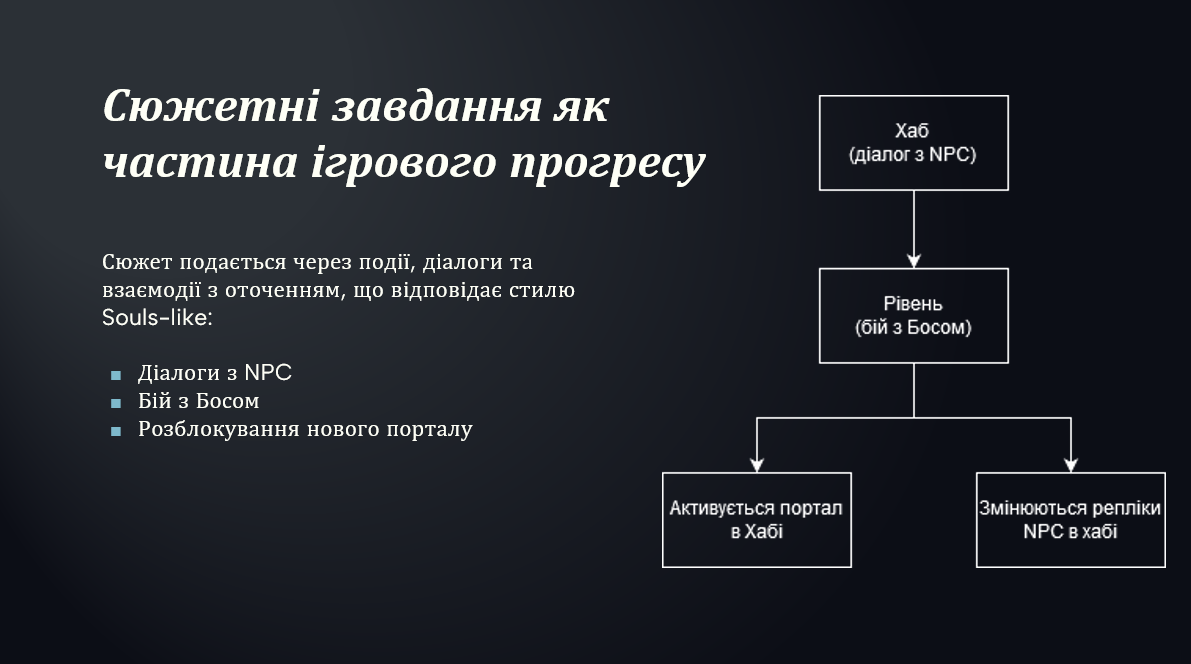 Сюжетні завдання як
частина ігрового прогресу
Сюжет подається через події, діалоги та
взаємодії з оточенням, що відповідає стилю
Souls-like:
Діалоги з NPC
Бій з Босом
Розблокування нового порталу
Хаб
(діалог з NPC)
Рівень
(бій з Босом)
Активується портал
в Хабі
Змінюються репліки
NPC в хабі